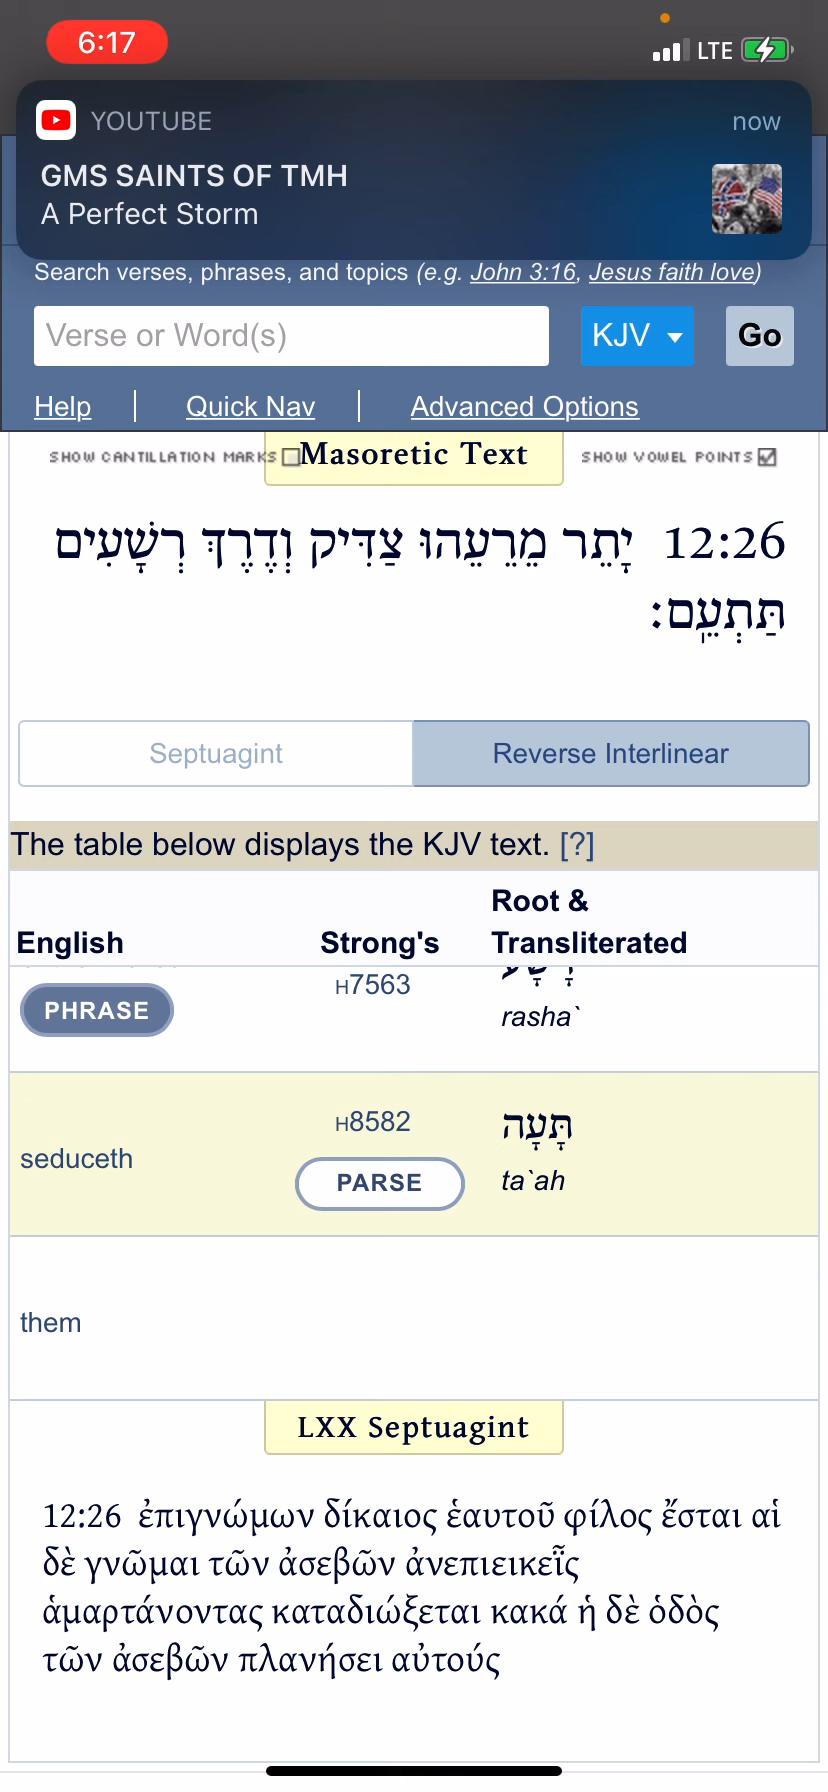 6:17
LTE
YOUTUBE
now
GMS SAINTS OF TMH
A Perfect Storm
Search verses, phrases, and topics (e.g. John 3:16, Jesus faith love)
Verse or Word(s)
KJV
Go
Help | Quick Nav | Advanced Options
SHOW CANTILLATION MARKS
Masoretic Text
SHOW VOWEL POINTS
12:26 יָתֵר מֵרֵעֵהוּ צַדִּיק וְדֶרֶךְ רְשָׁעִים
תַּתְעֵֽם׃
Septuagint
Reverse Interlinear
The table below displays the KJV text. [?]
English
Strong's
Root &
Transliterated
PHRASE
H7563
rasha`
seduceth
H8582
PARSE
תָּעָה
ta`ah
them
LXX Septuagint
12:26 ἐπιγνώμων δίκαιος ἑαυτοῦ φίλος ἔσται αἱ
δὲ γνῶμαι τῶν ἀσεβῶν ἀνεπιεικεῗς
ἁμαρτάνοντας καταδιώξεται κακά ἡ δὲ ὁδὸς
τῶν ἀσεβῶν πλανήσει αὐτούς